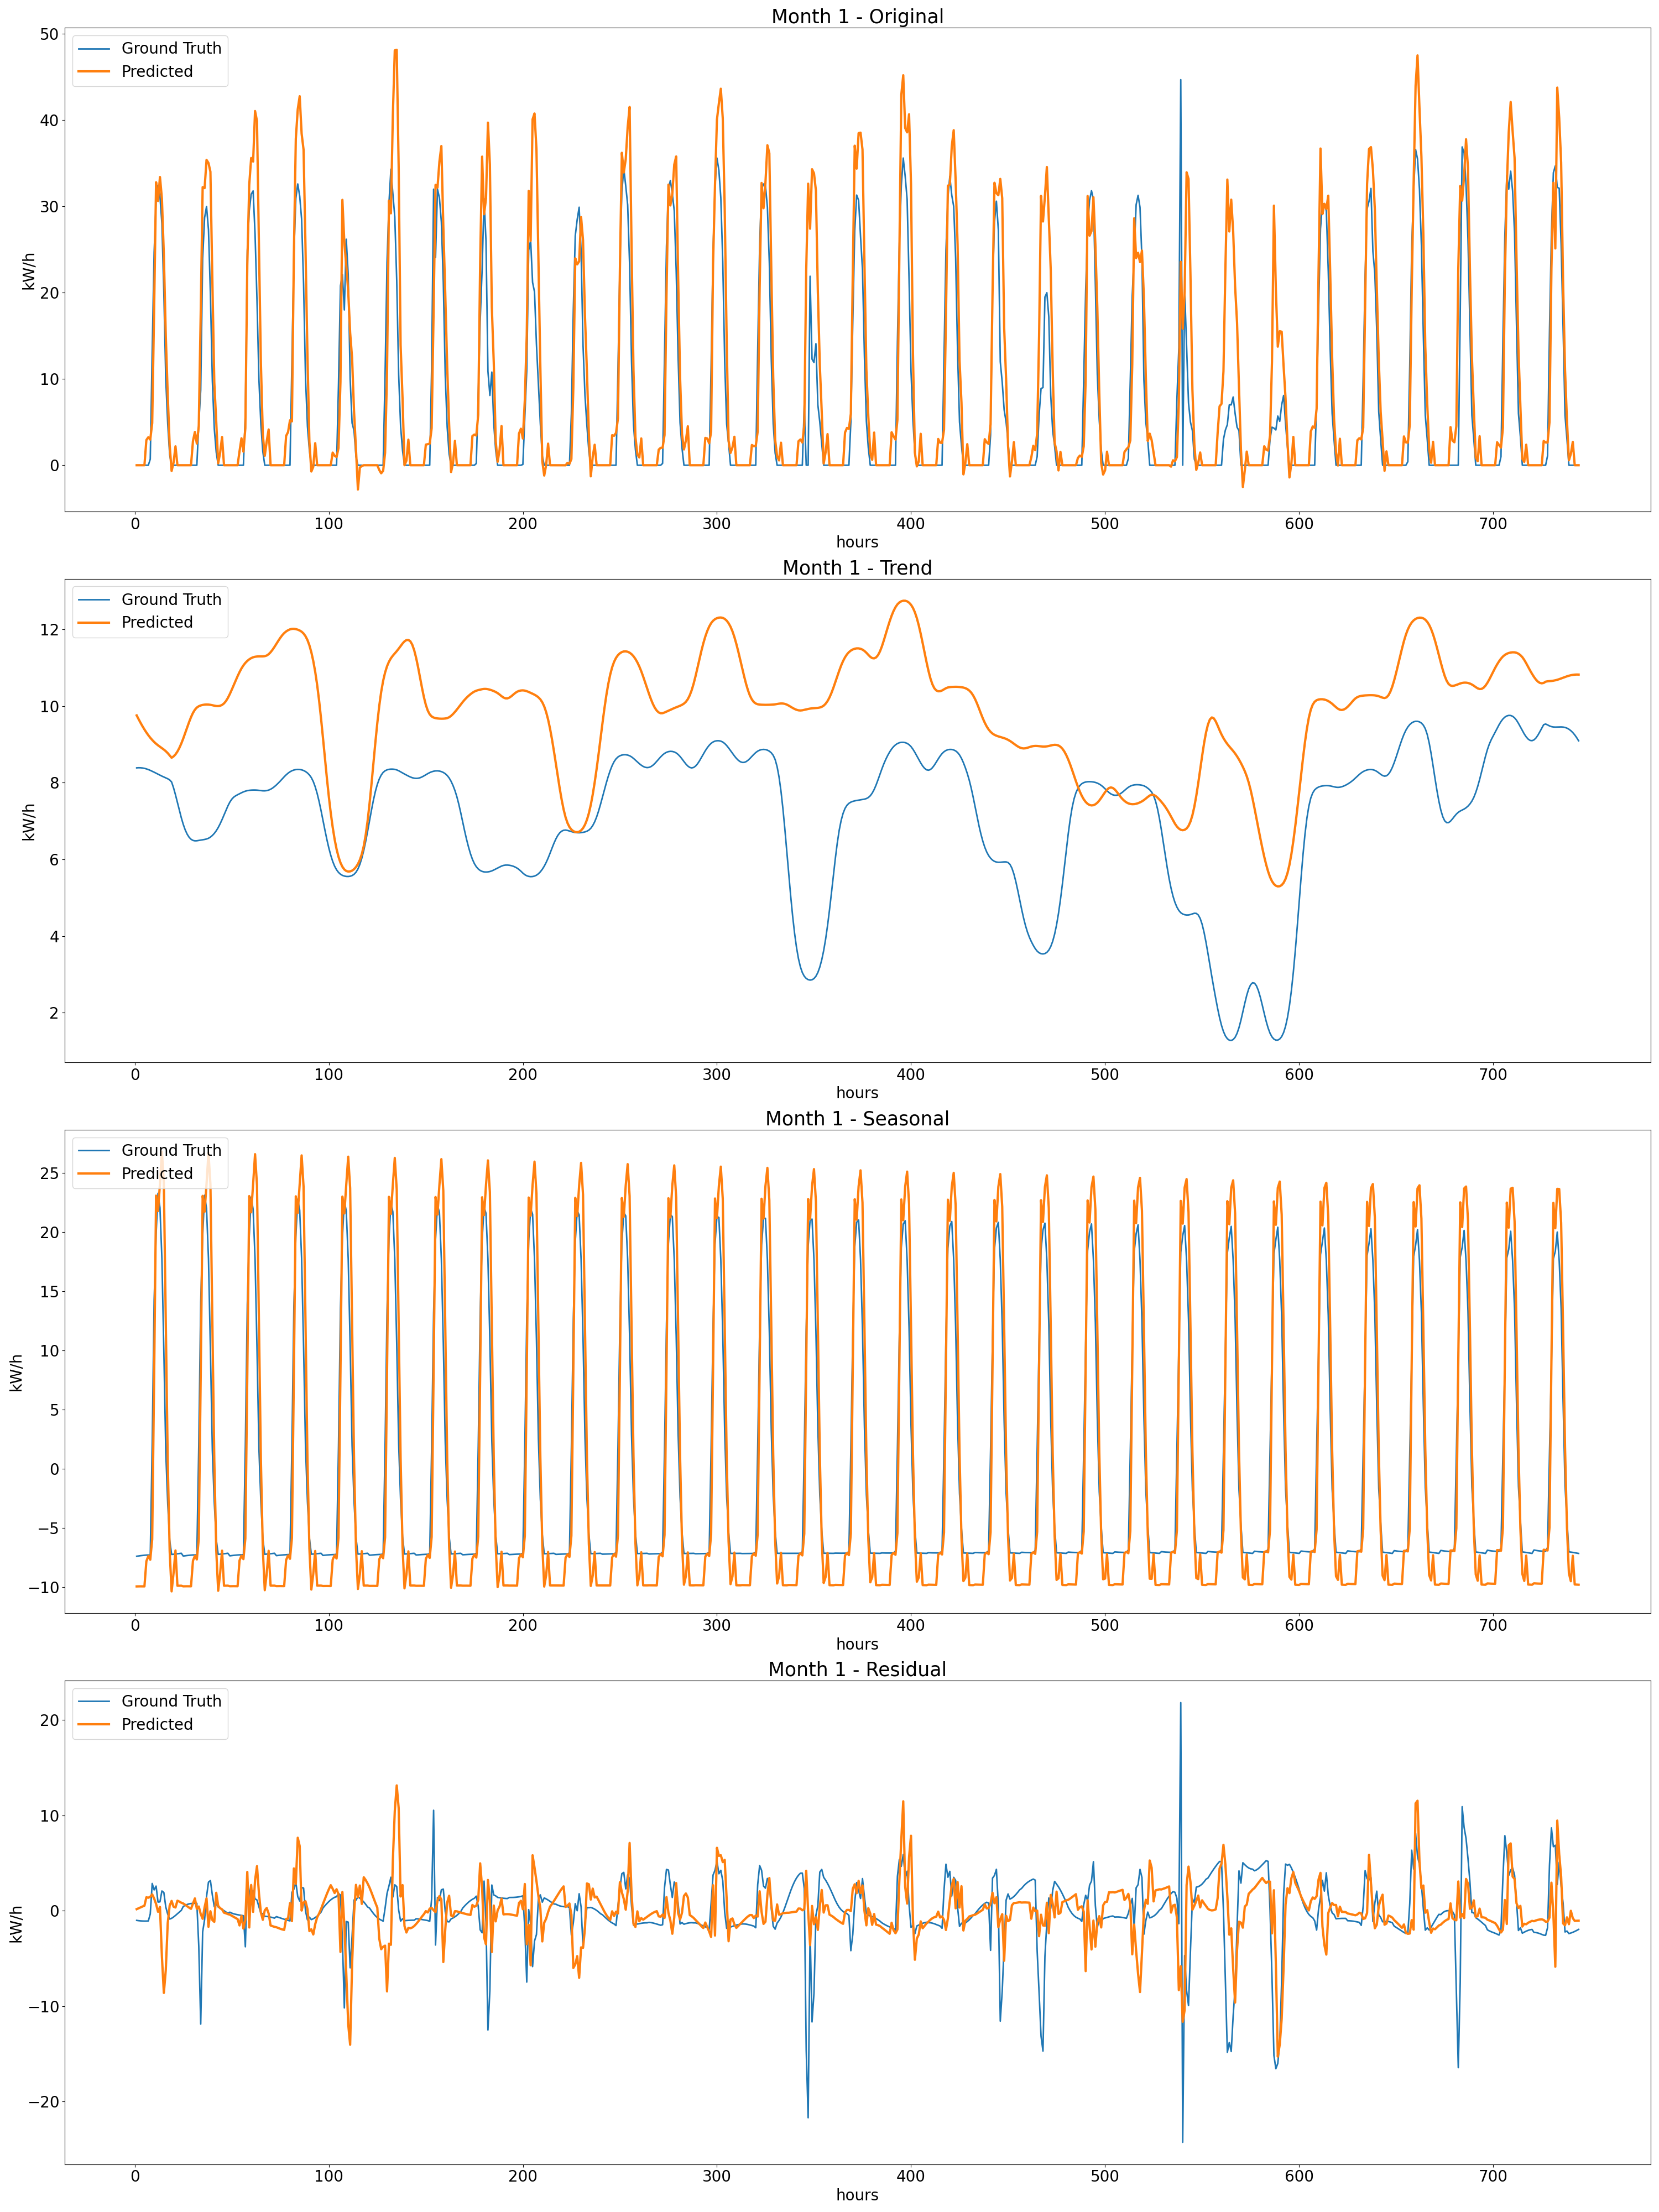 Month 1 - Original
Ground Truth
Predicted
kW/h
50
40
30
20
10
0
0 100 200 300 400 500 600 700
hours
Month 1 - Trend
Ground Truth
Predicted
kW/h
12
10
8
6
4
2
0 100 200 300 400 500 600 700
hours
Month 1 - Seasonal
Ground Truth
Predicted
kW/h
25
20
15
10
5
0
−5
−10
0 100 200 300 400 500 600 700
hours
Month 1 - Residual
Ground Truth
Predicted
kW/h
20
10
0
−10
−20
0 100 200 300 400 500 600 700
hours